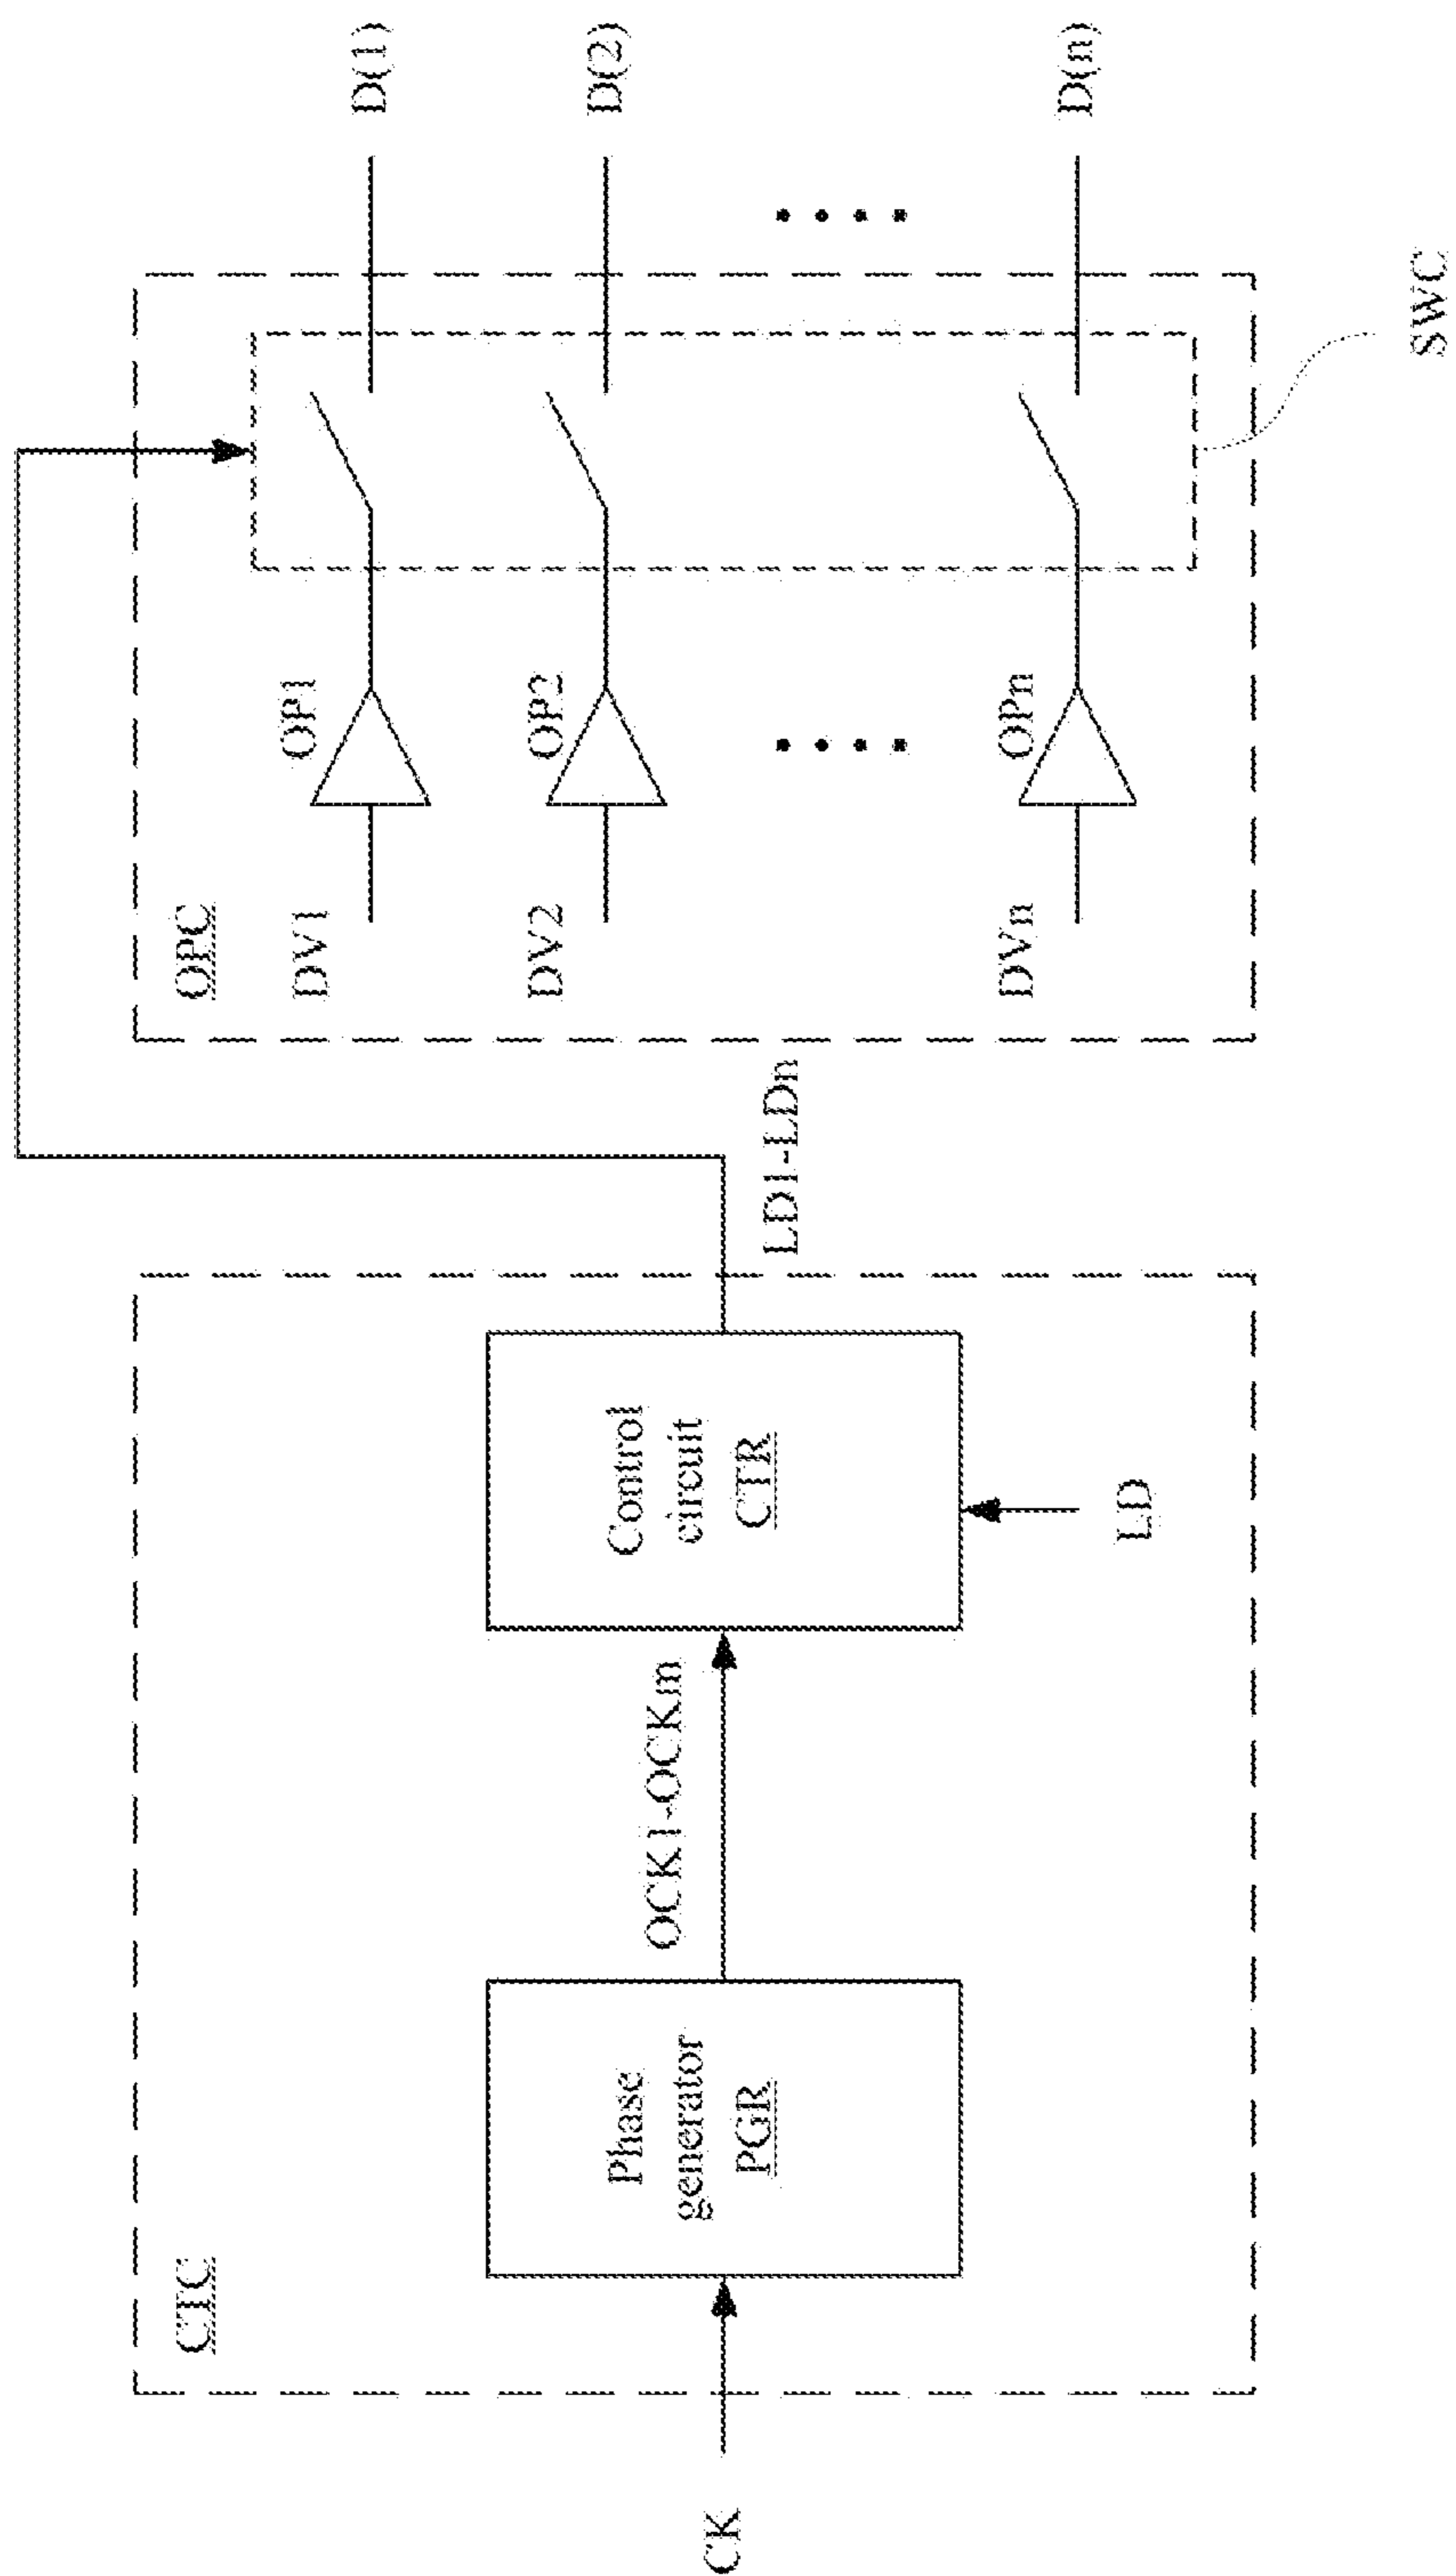 CTC
CK
Phase
generator
PGR
OCK1-OCKm
Control
circuit
CTR
LD
LD1-LDn
OPC
DV1
OP1
D(1)
DV2
OP2
D(2)
DVn
OPn
D(n)
SWC